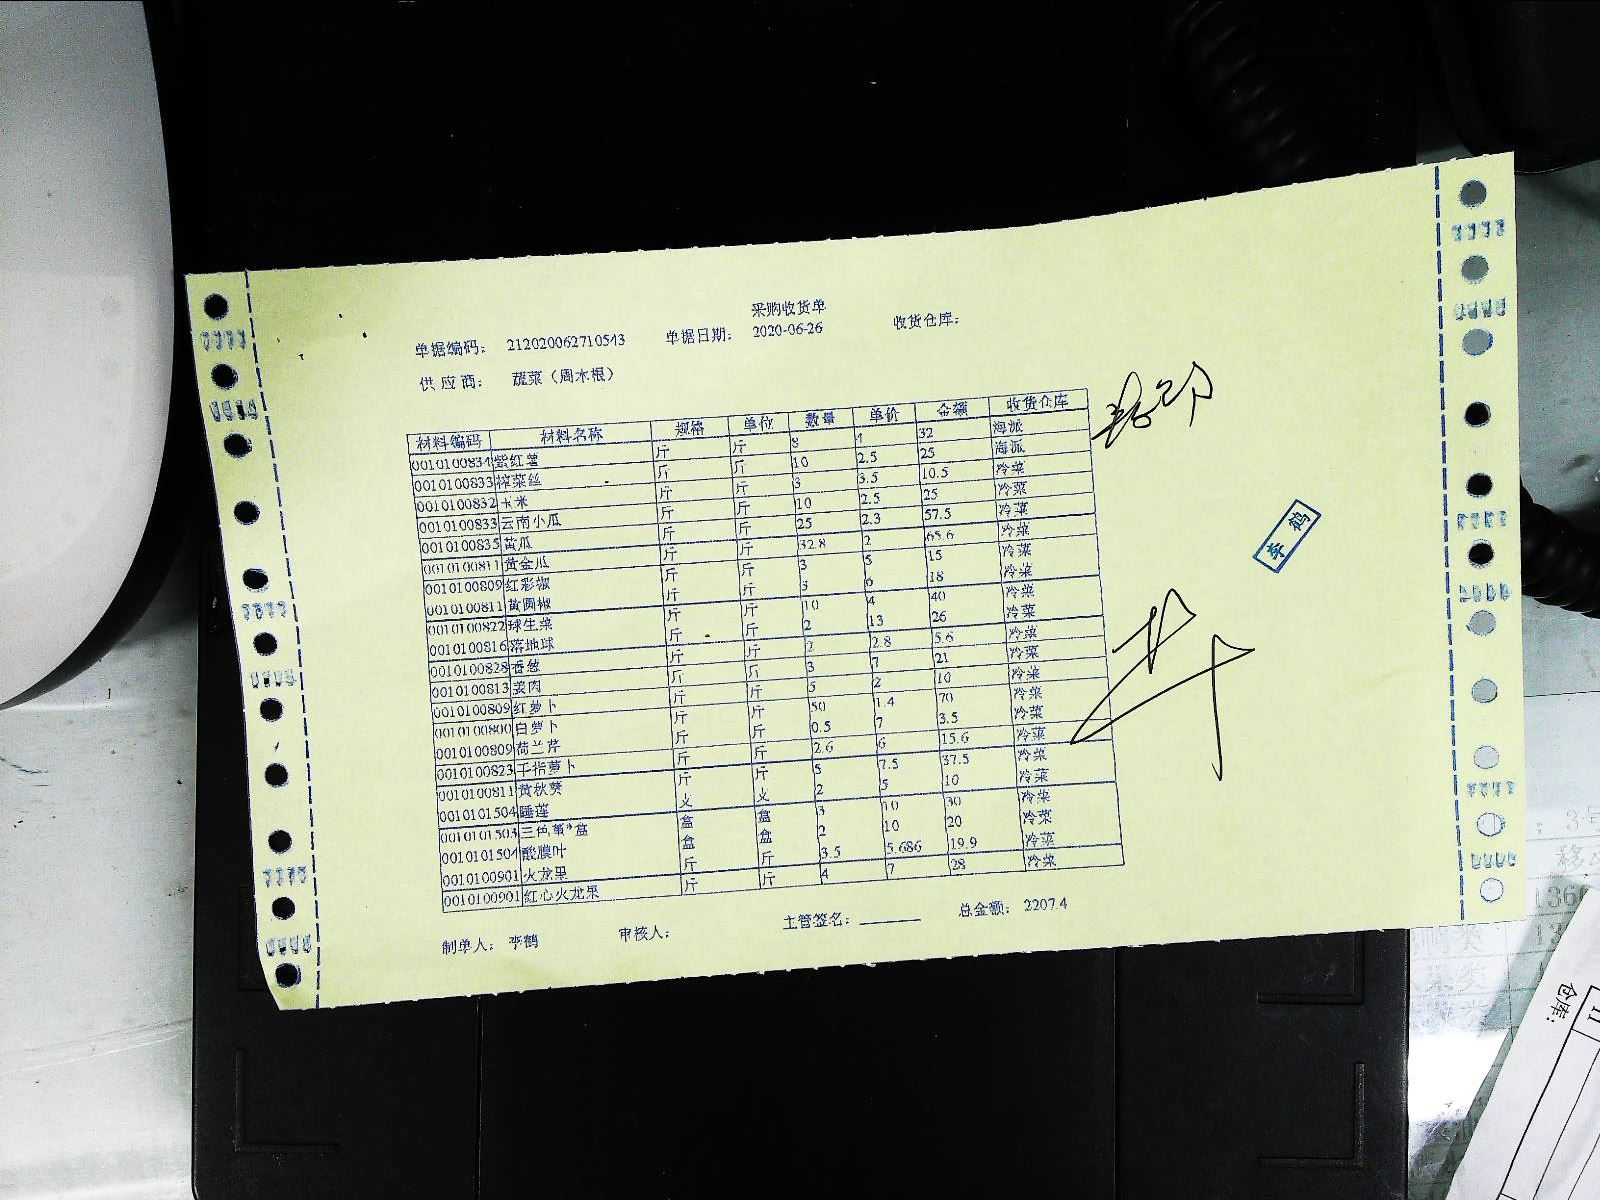 采购收货单
单据编码： 212020062710513 单据日期： 2020-06-26 收货仓库：
供应商： 蔬菜（周水根）
材料编码 材料名称 规格 单位 数量 单价 金额 收货仓库
0010100834 紫红薯 斤 斤 8 4 32 海派
0010100833 榨菜丝 斤 斤 10 2.5 25 海派
0010100832 玉米 斤 斤 3 3.5 10.5 冷菜
0010100833 云南小瓜 斤 斤 10 2.5 25 冷菜
0010100835 黄瓜 斤 斤 25 2.3 57.5 冷菜
0010100811 黄金瓜 斤 斤 32.8 2 65.6 冷菜
0010100809 红彩椒 斤 斤 3 5 15 冷菜
0010100811 黄圆椒 斤 斤 3 6 18 冷菜
0010100822 球生菜 斤 斤 10 4 40 冷菜
0010100816 落地球 斤 斤 2 13 26 冷菜
0010100828 香葱 斤 斤 2 2.8 5.6 冷菜
0010100813 姜肉 斤 斤 3 7 21 冷菜
0010100809 红萝卜 斤 斤 5 2 10 冷菜
0010100800 白萝卜 斤 斤 50 1.4 70 冷菜
0010100809 荷兰芹 斤 斤 0.5 7 3.5 冷菜
0010100823 手指萝卜 斤 斤 2.6 6 15.6 冷菜
0010100811 黄秋葵 斤 斤 5 7.5 37.5 冷菜
0010101504 睡莲 2 5 10 冷菜
0010101503 三色堇*盒 盒 盒 3 10 30 冷菜
0010101504 酸膜叶 盒 盒 2 10 20 冷菜
0010100901 火龙果 斤 斤 3.5 5.686 19.9 冷菜
0010100901 红心火龙果 斤 斤 4 7 28 冷菜
制单人： 李鹤 审核人： 主管签名： 总金额： 2207.4
李鹤